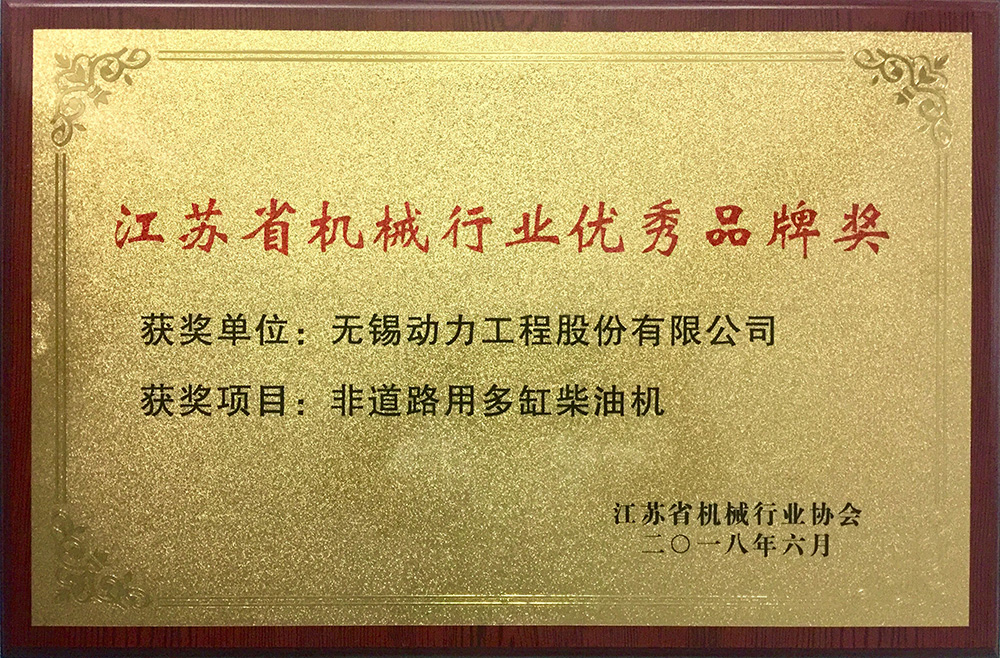 江苏省机械行业优秀品牌奖
获奖单位：无锡动力工程股份有限公司
获奖项目：非道路用多缸柴油机
江苏省机械行业协会
二〇一八年六月